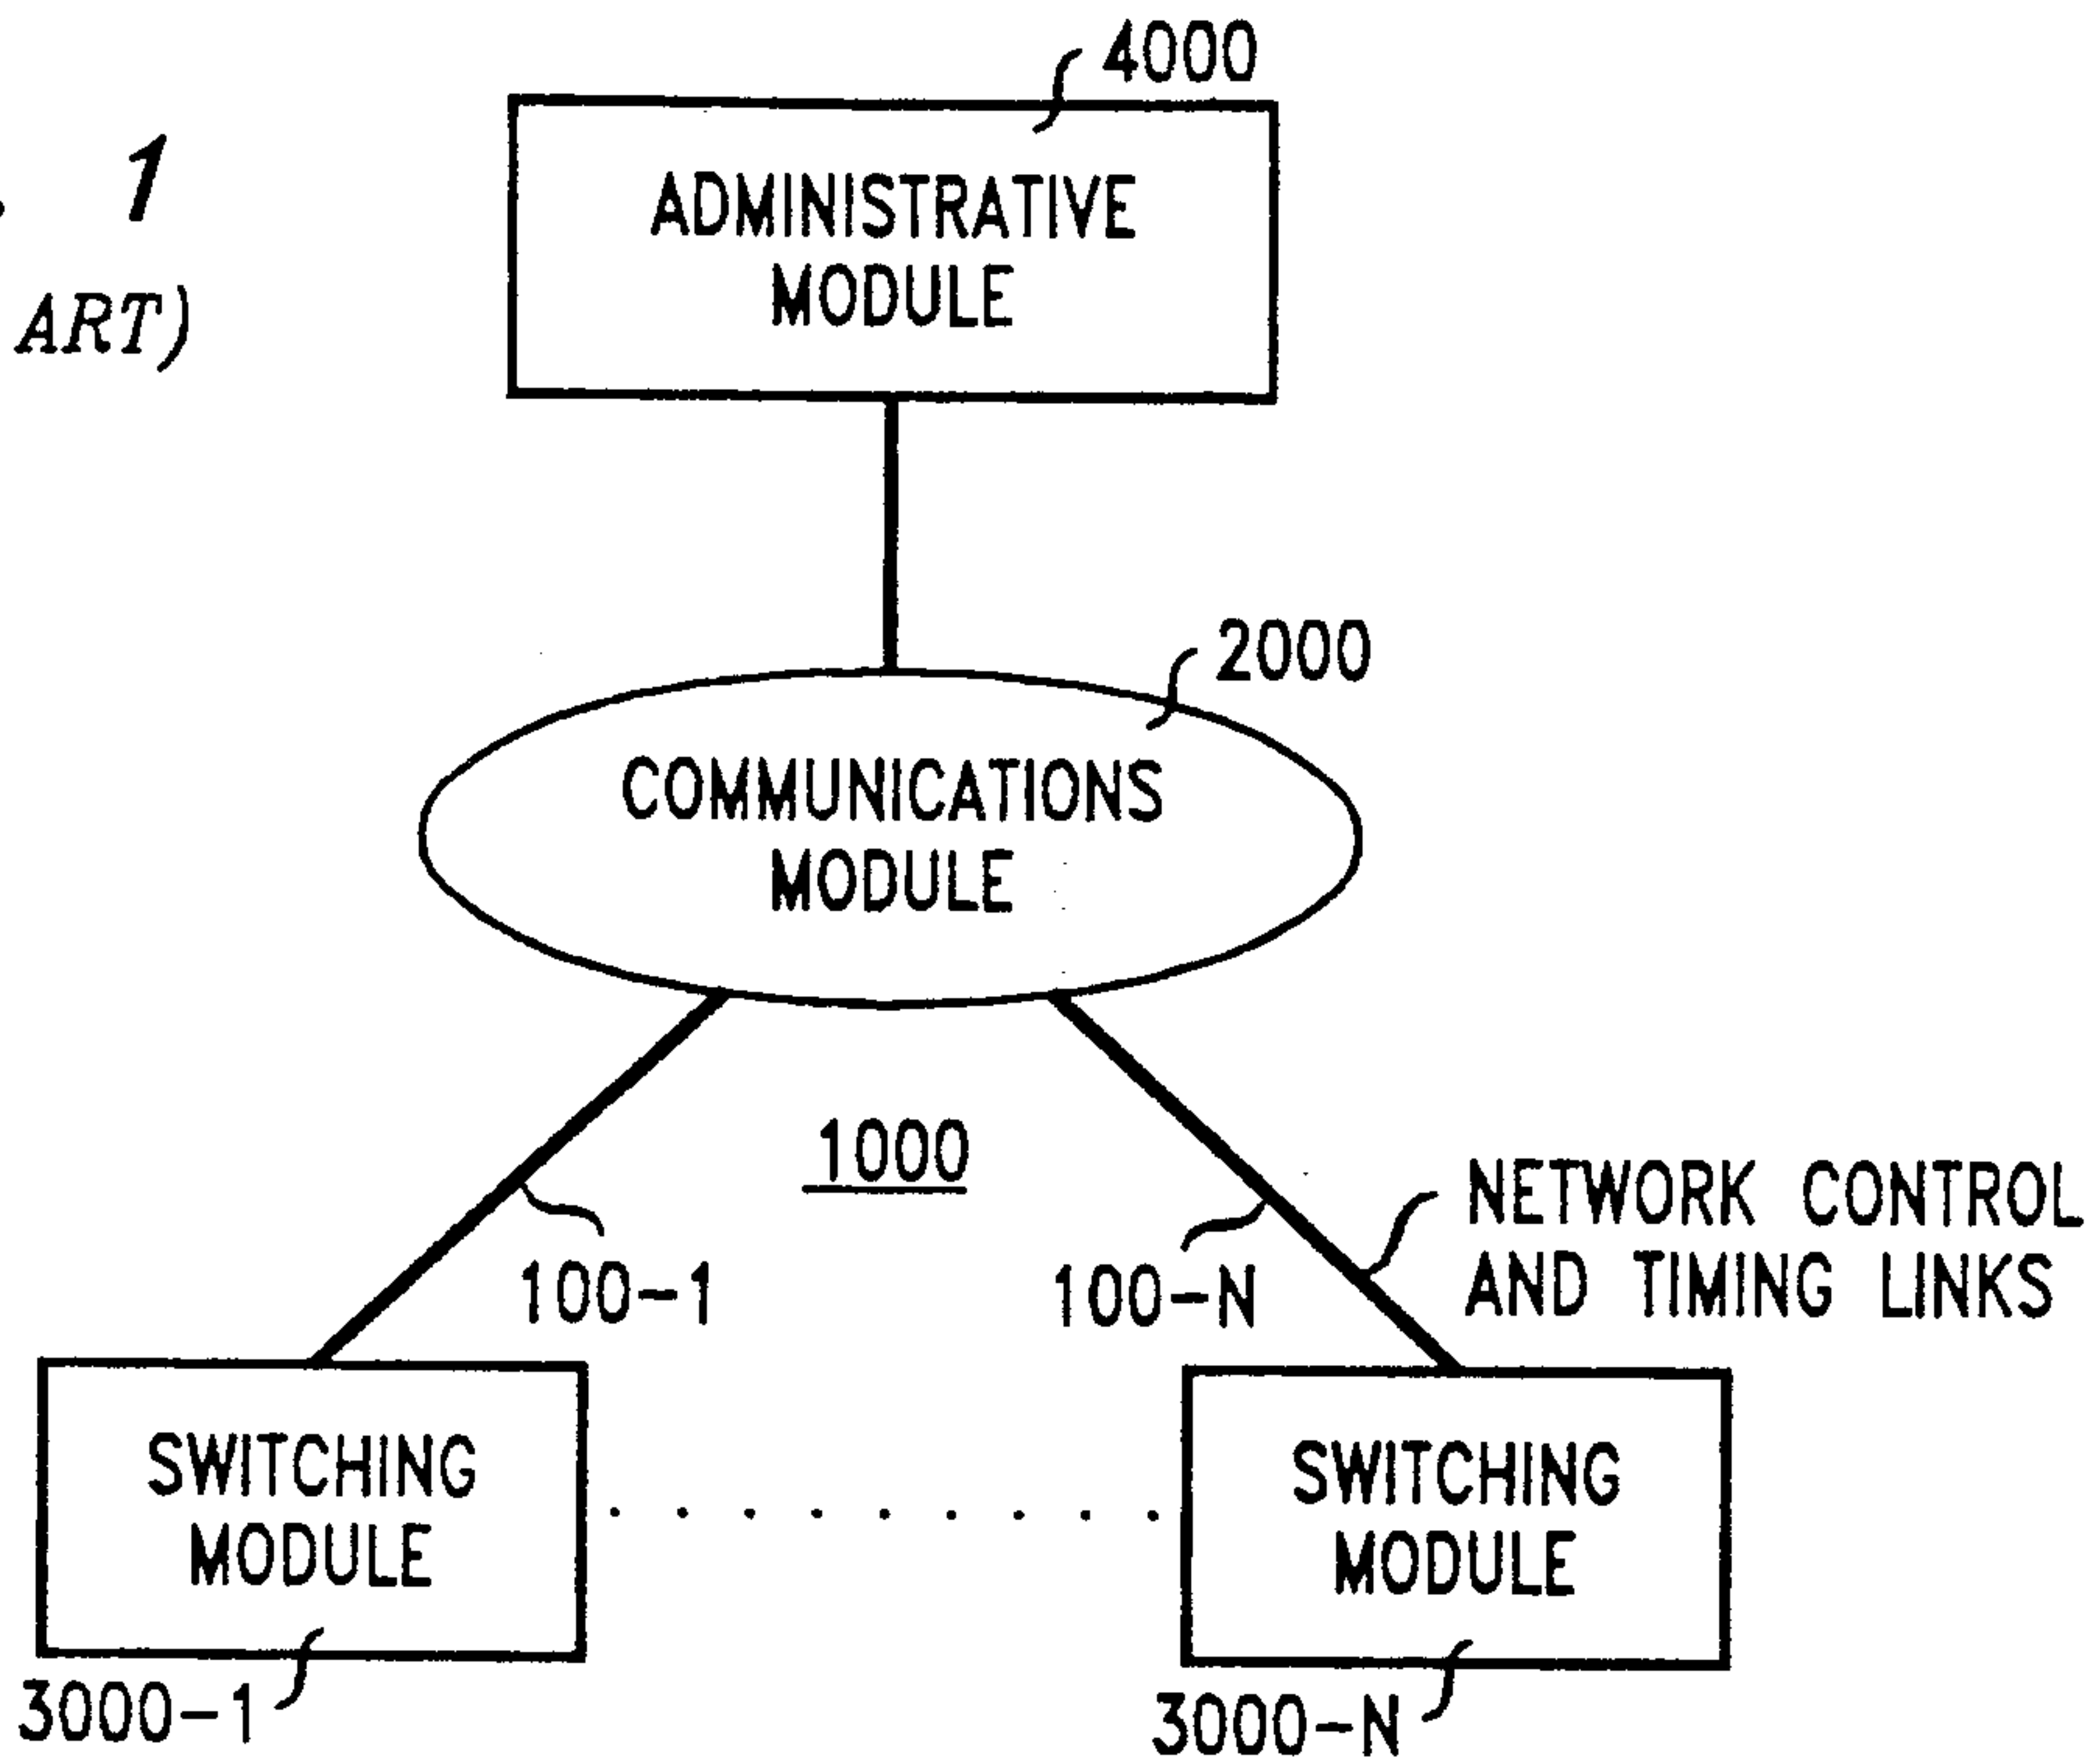 4000
1
ART)
ADMINISTRATIVE
MODULE
2000
COMMUNICATIONS
MODULE
1000
100-1
100-N
NETWORK CONTROL
AND TIMING LINKS
SWITCHING
MODULE
SWITCHING
MODULE
3000-1
3000-N